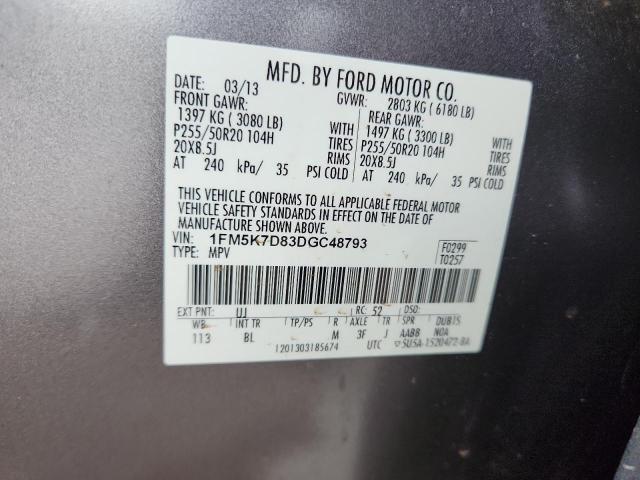 MFD. BY FORD MOTOR CO.
DATE: 03/13 GVWR: 2803 KG ( 6180 LB)
FRONT GAWR: REAR GAWR:
1397 KG ( 3080 LB) WITH 1497 KG ( 3300 LB) WITH
P255/50R20 104H TIRES P255/50R20 104H TIRES
20X8.5J RIMS 20X8.5J RIMS
AT 240 kPa/ 35 PSI COLD AT 240 kPa/ 35 PSI COLD
THIS VEHICLE CONFORMS TO ALL APPLICABLE FEDERAL MOTOR
VEHICLE SAFETY STANDARDS IN EFFECT ON THE DATE OF
MANUFACTURE SHOWN ABOVE.
VIN: 1FM5K7D83DGC48793 F0299
TYPE: MPV T0257
EXT PNT: UJ RC: 52 DSO:
WB INT TR TP/PS R AXLE TR SPR
113 BL M 3F J AABB
1201303185674 UTC